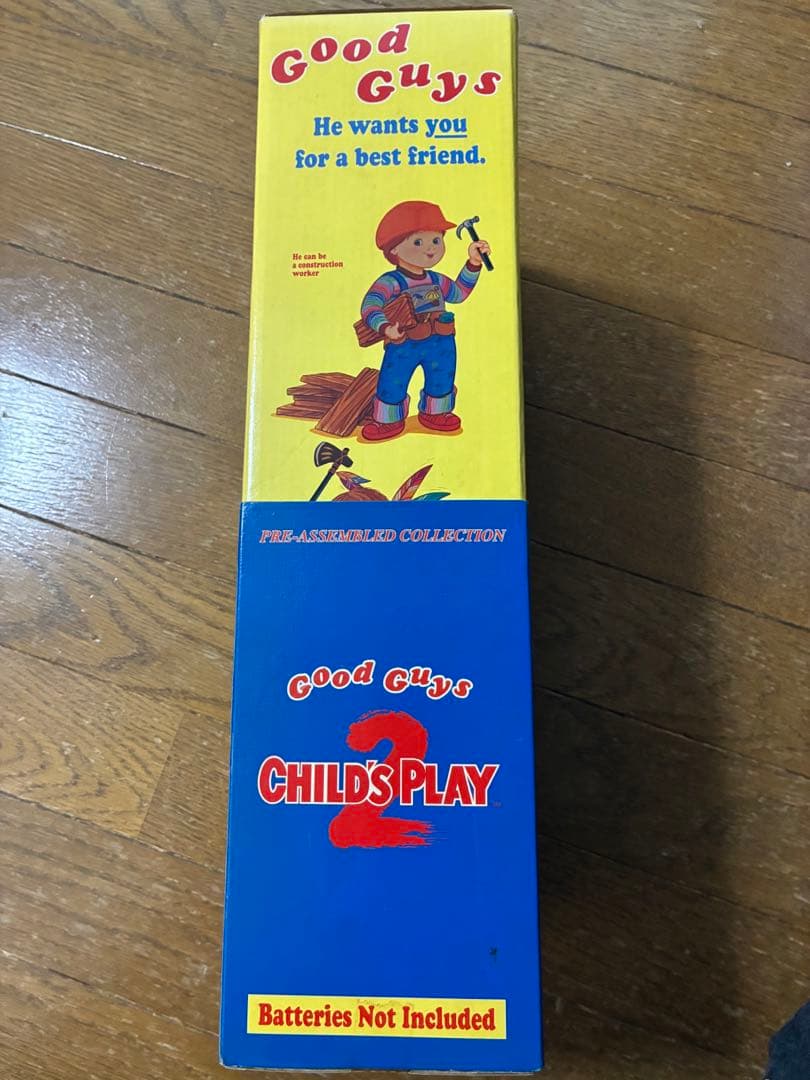 Good
Guys
He wants you
for a best friend.
He can be
a construction
worker
PRE-ASSEMBLED COLLECTION
Good Guys
2
CHILD'S PLAY
Batteries Not Included